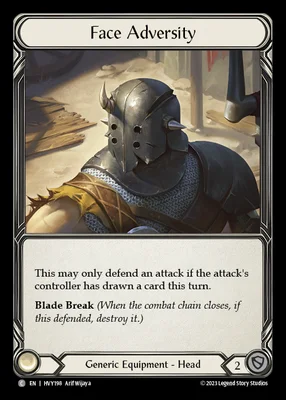 Face Adversity
This may only defend an attack if the attack's
controller has drawn a card this turn.
Blade Break (When the combat chain closes, if
this defended, destroy it.)
Generic Equipment - Head
2
C EN | HVY198 Arif Wijaya
© 2023 Legend Story Studios